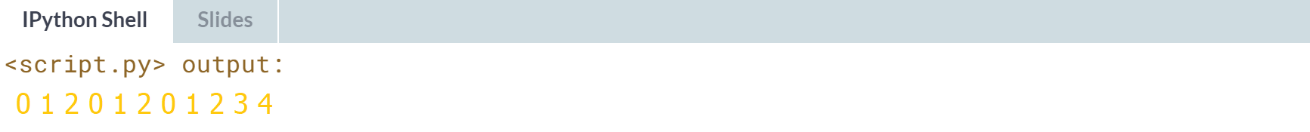 IPython Shell Slides
<script.py> output:
0 1 2 0 1 2 0 1 2 3 4